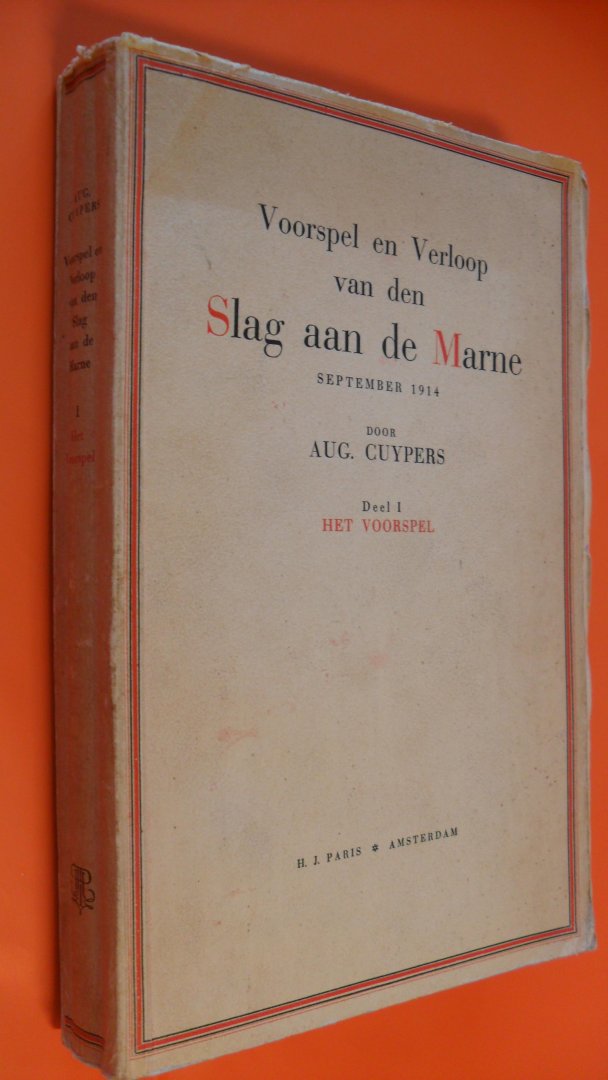 Voorspel en Verloop
van den
Slag aan de Marne
SEPTEMBER 1914
DOOR
AUG. CUYPERS
Deel I
HET VOORSPEL
H. J. PARIS * AMSTERDAM
AUG.
CUYPERS
Voorspel en
Verloop
van den
Slag
aan de
Marne
I
Het
Voorspel